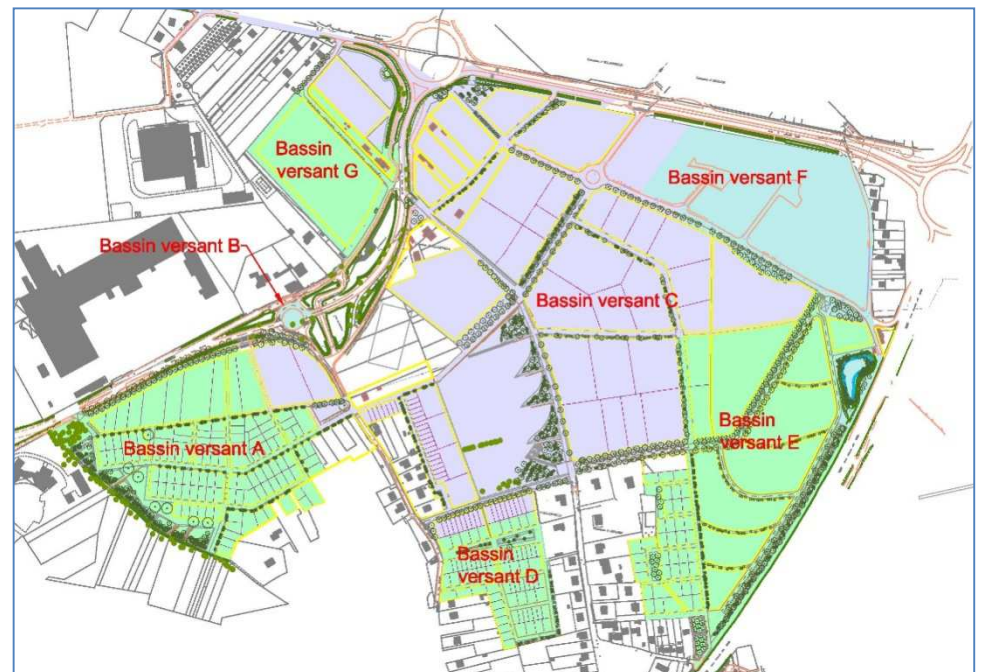 Bassin
versant G
Bassin versant F
Bassin versant B
Bassin versant C
Bassin
versant E
Bassin versant A
Bassin
versant D